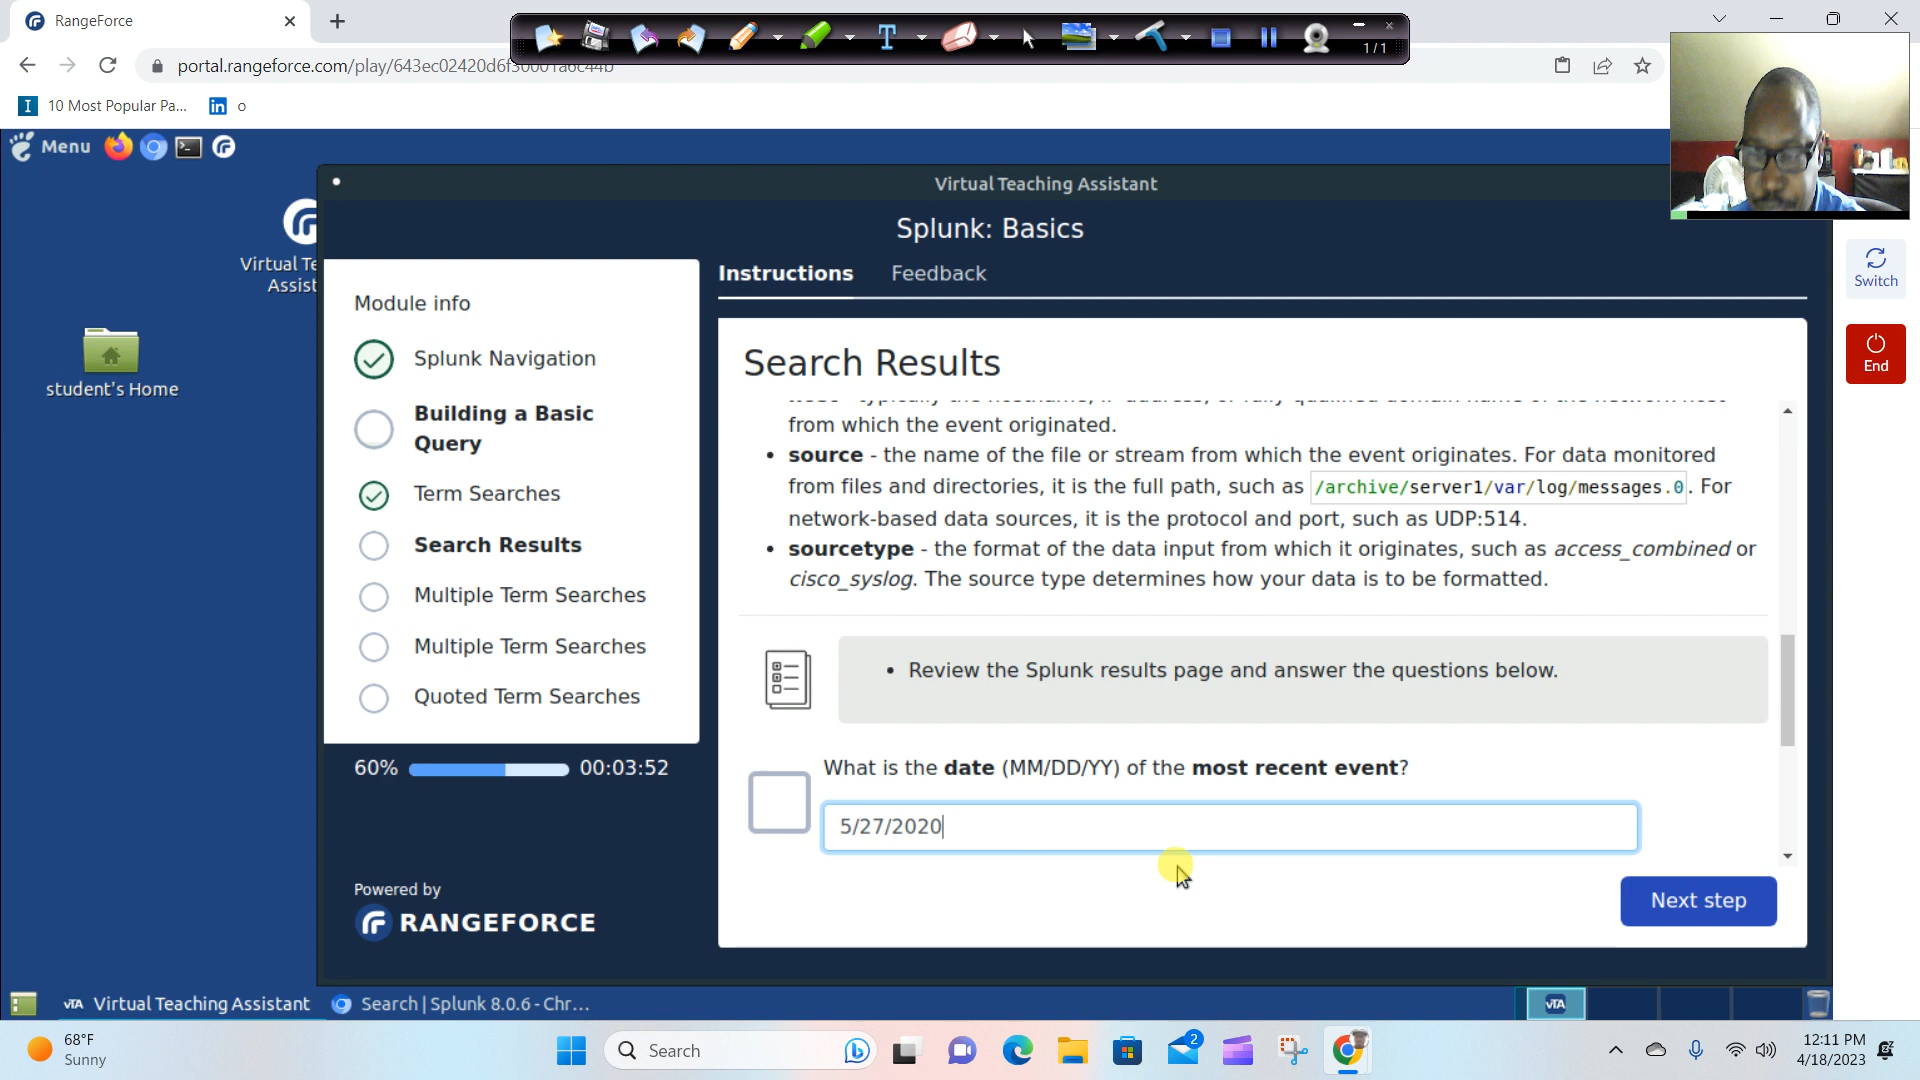 RangeForce
1/1
portal.rangeforce.com/play/643ec02420d6f30001a6c44b
10 Most Popular Pa...
o
Menu
Virtual Teaching Assistant
Splunk: Basics
Virtual Te
Assist
student's Home
Instructions
Feedback
Module info
Splunk Navigation
Building a Basic
Query
Term Searches
Search Results
Multiple Term Searches
Multiple Term Searches
Quoted Term Searches
60%
00:03:52
Powered by
RANGEFORCE
Search Results
from which the event originated.
• source - the name of the file or stream from which the event originates. For data monitored
from files and directories, it is the full path, such as /archive/server1/var/log/messages.0. For
network-based data sources, it is the protocol and port, such as UDP:514.
• sourcetype - the format of the data input from which it originates, such as access_combined or
cisco_syslog. The source type determines how your data is to be formatted.
• Review the Splunk results page and answer the questions below.
What is the date (MM/DD/YY) of the most recent event?
5/27/2020
Next step
Switch
End
vTA Virtual Teaching Assistant
Search | Splunk 8.0.6 - Chr...
vTA
68°F
Sunny
Search
2
12:11 PM
4/18/2023